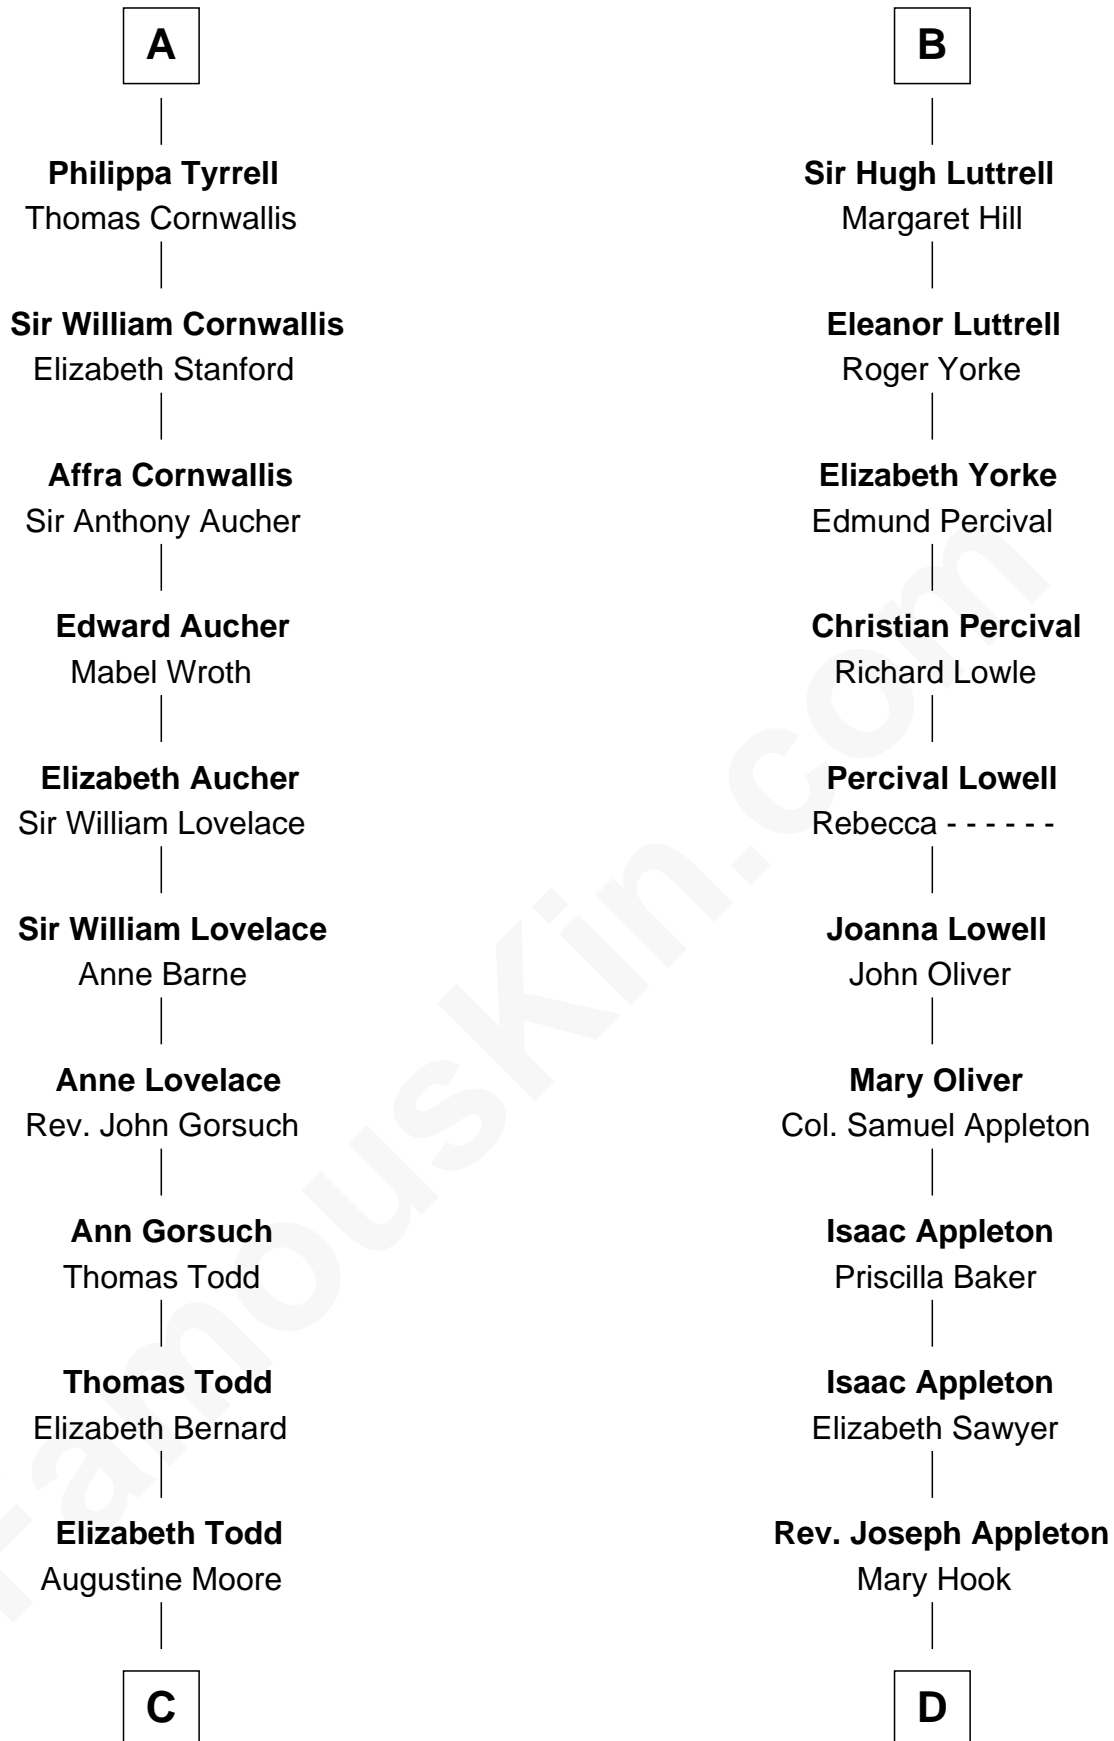 A
Philippa Tyrrell
Thomas Cornwallis
Sir William Cornwallis
Elizabeth Stanford
Affra Cornwallis
Sir Anthony Aucher
Edward Aucher
Mabel Wroth
Elizabeth Aucher
Sir William Lovelace
Sir William Lovelace
Anne Barne
Anne Lovelace
Rev. John Gorsuch
Ann Gorsuch
Thomas Todd
Thomas Todd
Elizabeth Bernard
Elizabeth Todd
Augustine Moore
C
B
Sir Hugh Luttrell
Margaret Hill
Eleanor Luttrell
Roger Yorke
Elizabeth Yorke
Edmund Percival
Christian Percival
Richard Lowle
Percival Lowell
Rebecca - - - - - -
Joanna Lowell
John Oliver
Mary Oliver
Col. Samuel Appleton
Isaac Appleton
Priscilla Baker
Isaac Appleton
Elizabeth Sawyer
Rev. Joseph Appleton
Mary Hook
D
FamousKin.com